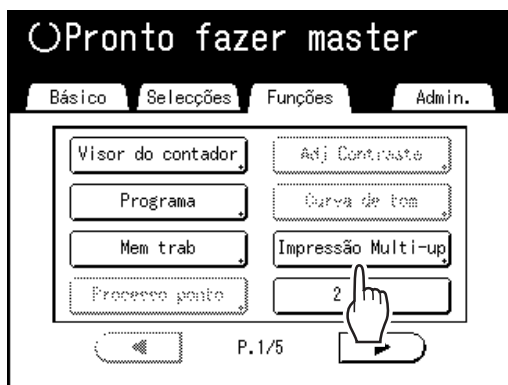 Pronto fazer master
Básico Selecções Funções Admin.
Visor do contador Adj Contraste
Programa Curva de tom
Mem trab Impressão Multi-up
Processo ponto 2
P.1/5